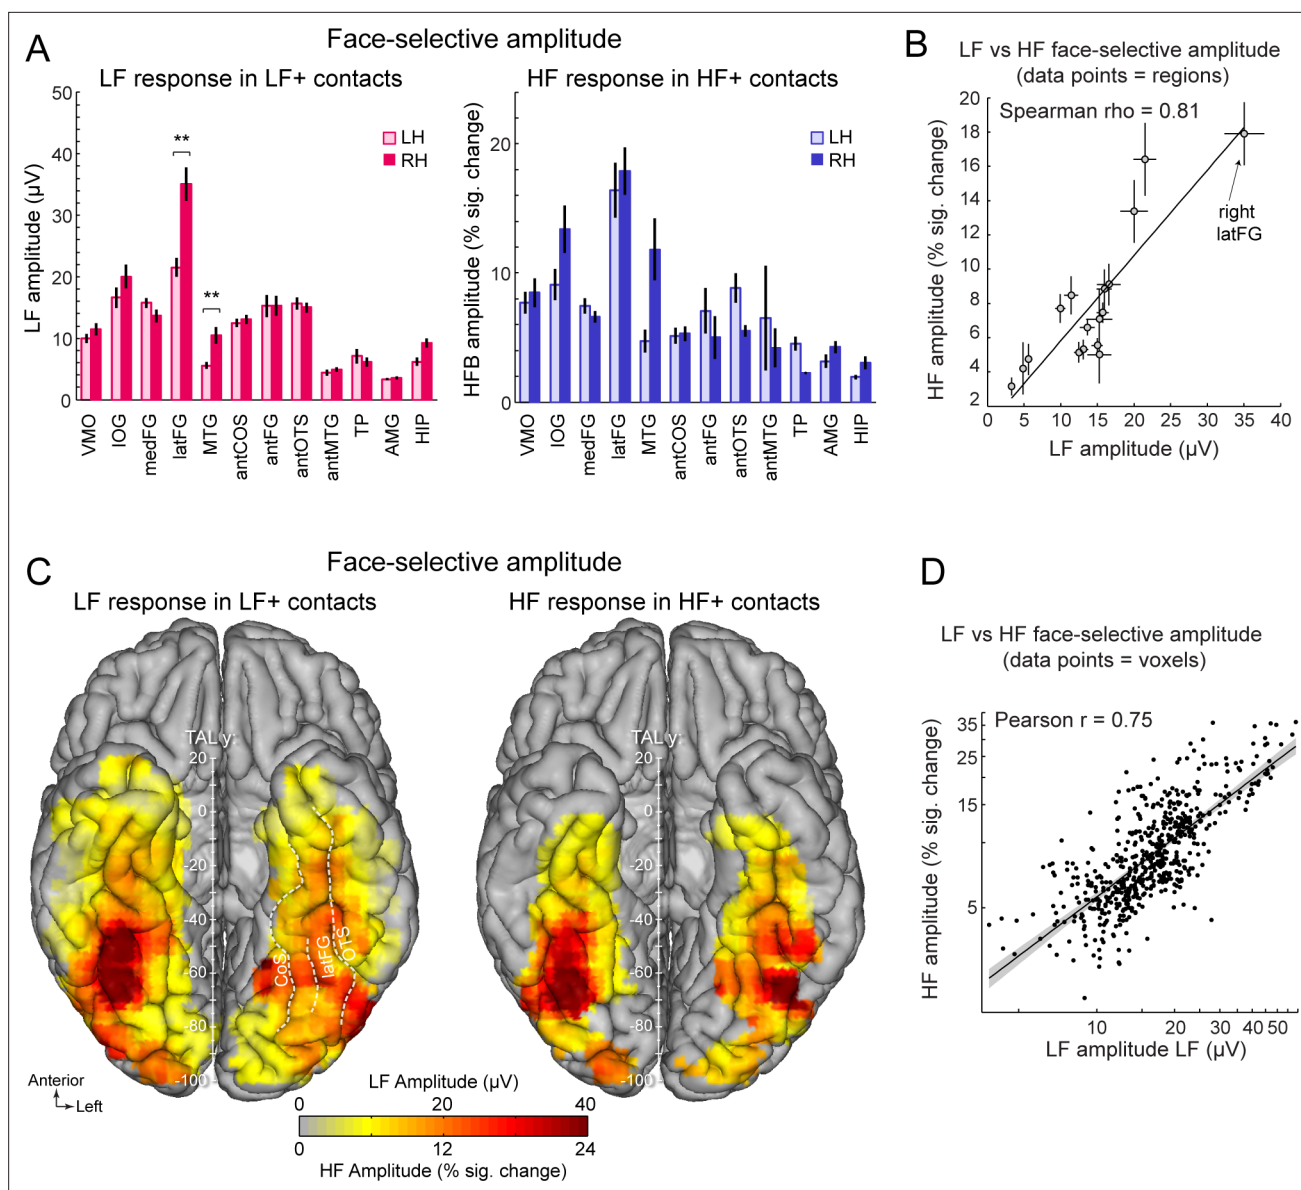 A
Face-selective amplitude
LF response in LF+ contacts
LF amplitude (µV)
50
40
30
20
10
0
**
**
LH
RH
VMO
IOG
medFG
latFG
MTG
antCOS
antFG
antOTS
antMTG
TP
AMG
HIP
HF response in HF+ contacts
HFB amplitude (% sig. change)
20
10
0
LH
RH
VMO
IOG
medFG
latFG
MTG
antCOS
antFG
antOTS
antMTG
TP
AMG
HIP
B
LF vs HF face-selective amplitude
(data points = regions)
Spearman rho = 0.81
HF amplitude (% sig. change)
20
18
16
14
12
10
8
6
4
2
right
latFG
0
5
10
15
20
25
30
35
40
LF amplitude (µV)
C
Face-selective amplitude
LF response in LF+ contacts
HF response in HF+ contacts
TAL y:
20
0
-20
-40
-60
-80
-100
CoS
latFG
OTS
TAL y:
20
0
-20
-40
-60
-80
-100
Anterior
Left
LF Amplitude (µV)
0
20
40
0
12
24
HF Amplitude (% sig. change)
D
LF vs HF face-selective amplitude
(data points = voxels)
Pearson r = 0.75
HF amplitude (% sig. change)
35
25
15
5
10
20
30
40
50
LF amplitude LF (µV)